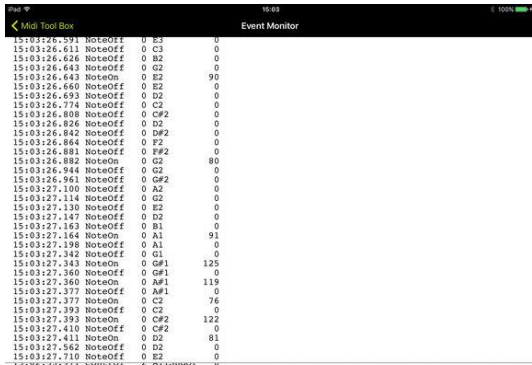 iPad 15:03 100%
Midi Tool Box Event Monitor
15:03:26.591 NoteOff 0 E3 0
15:03:26.611 NoteOff 0 C3 0
15:03:26.626 NoteOff 0 B2 0
15:03:26.643 NoteOff 0 G2 0
15:03:26.643 NoteOn 0 E2 90
15:03:26.660 NoteOff 0 E2 0
15:03:26.693 NoteOff 0 D2 0
15:03:26.774 NoteOff 0 C2 0
15:03:26.808 NoteOff 0 C#2 0
15:03:26.826 NoteOff 0 D2 0
15:03:26.842 NoteOff 0 D#2 0
15:03:26.864 NoteOff 0 F2 0
15:03:26.881 NoteOff 0 F#2 0
15:03:26.882 NoteOn 0 G2 80
15:03:26.944 NoteOff 0 G2 0
15:03:26.961 NoteOff 0 G#2 0
15:03:27.100 NoteOff 0 A2 0
15:03:27.114 NoteOff 0 G2 0
15:03:27.130 NoteOff 0 E2 0
15:03:27.147 NoteOff 0 D2 0
15:03:27.163 NoteOff 0 B1 0
15:03:27.164 NoteOn 0 A1 91
15:03:27.198 NoteOff 0 A1 0
15:03:27.342 NoteOff 0 G1 0
15:03:27.343 NoteOn 0 G#1 125
15:03:27.360 NoteOff 0 G#1 0
15:03:27.360 NoteOn 0 A#1 119
15:03:27.377 NoteOff 0 A#1 0
15:03:27.377 NoteOn 0 C2 76
15:03:27.393 NoteOff 0 C2 0
15:03:27.393 NoteOn 0 C#2 122
15:03:27.410 NoteOff 0 C#2 0
15:03:27.411 NoteOn 0 D2 81
15:03:27.562 NoteOff 0 D2 0
15:03:27.710 NoteOff 0 E2 0